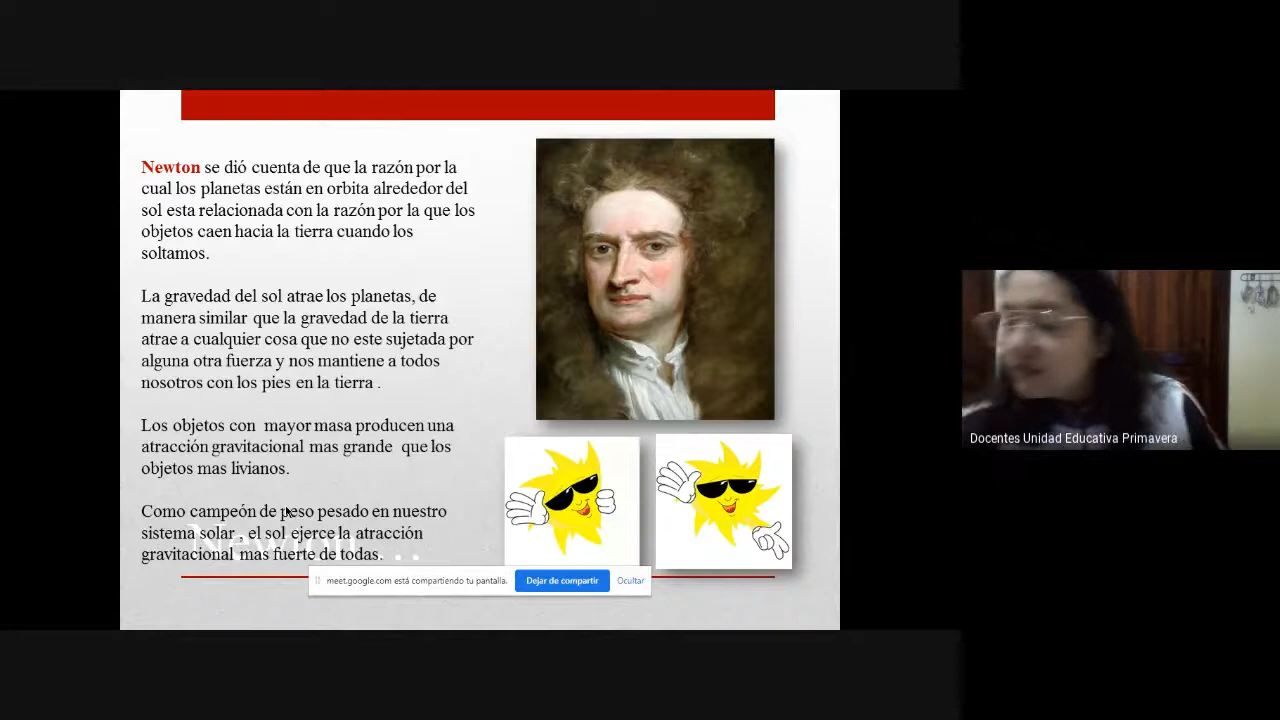 Newton se dió cuenta de que la razón por la
cual los planetas están en orbita alrededor del
sol esta relacionada con la razón por la que los
objetos caen hacia la tierra cuando los
soltamos.
La gravedad del sol atrae los planetas, de
manera similar que la gravedad de la tierra
atrae a cualquier cosa que no este sujetada por
alguna otra fuerza y nos mantiene a todos
nosotros con los pies en la tierra .
Los objetos con mayor masa producen una
atracción gravitacional mas grande que los
objetos mas livianos.
Como campeón de peso pesado en nuestro
sistema solar , el sol ejerce la atracción
gravitacional mas fuerte de todas.
Newton ...
meet.google.com está compartiendo tu pantalla.
Dejar de compartir
Ocultar
Docentes Unidad Educativa Primavera